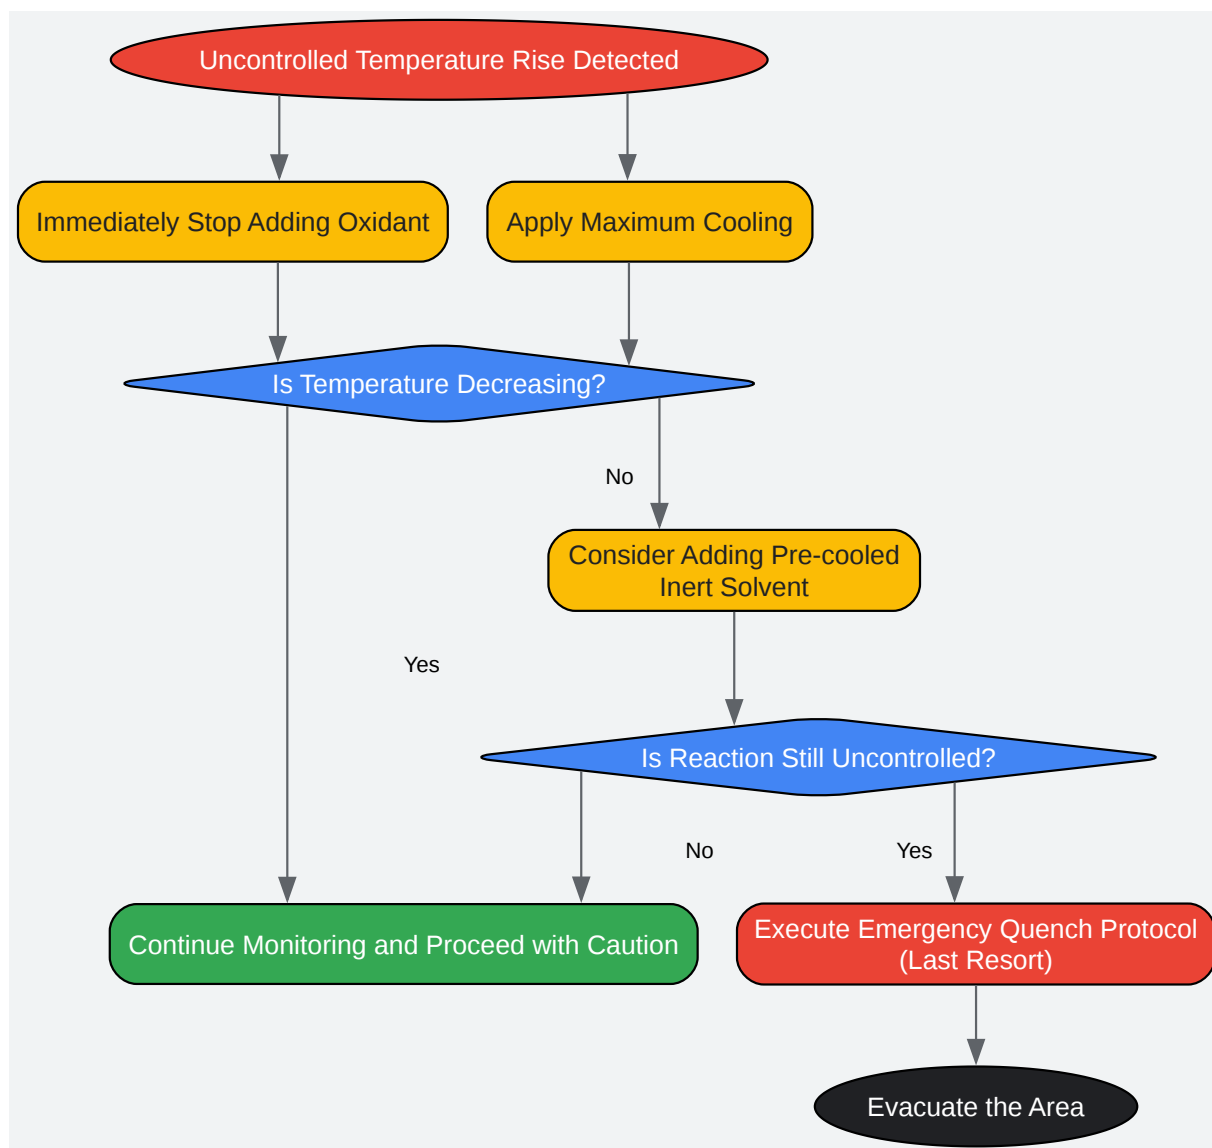 Uncontrolled Temperature Rise Detected
Immediately Stop Adding Oxidant
Apply Maximum Cooling
Is Temperature Decreasing?
No
Consider Adding Pre-cooled
Inert Solvent
Yes
Is Reaction Still Uncontrolled?
No
Yes
Continue Monitoring and Proceed with Caution
Execute Emergency Quench Protocol
(Last Resort)
Evacuate the Area